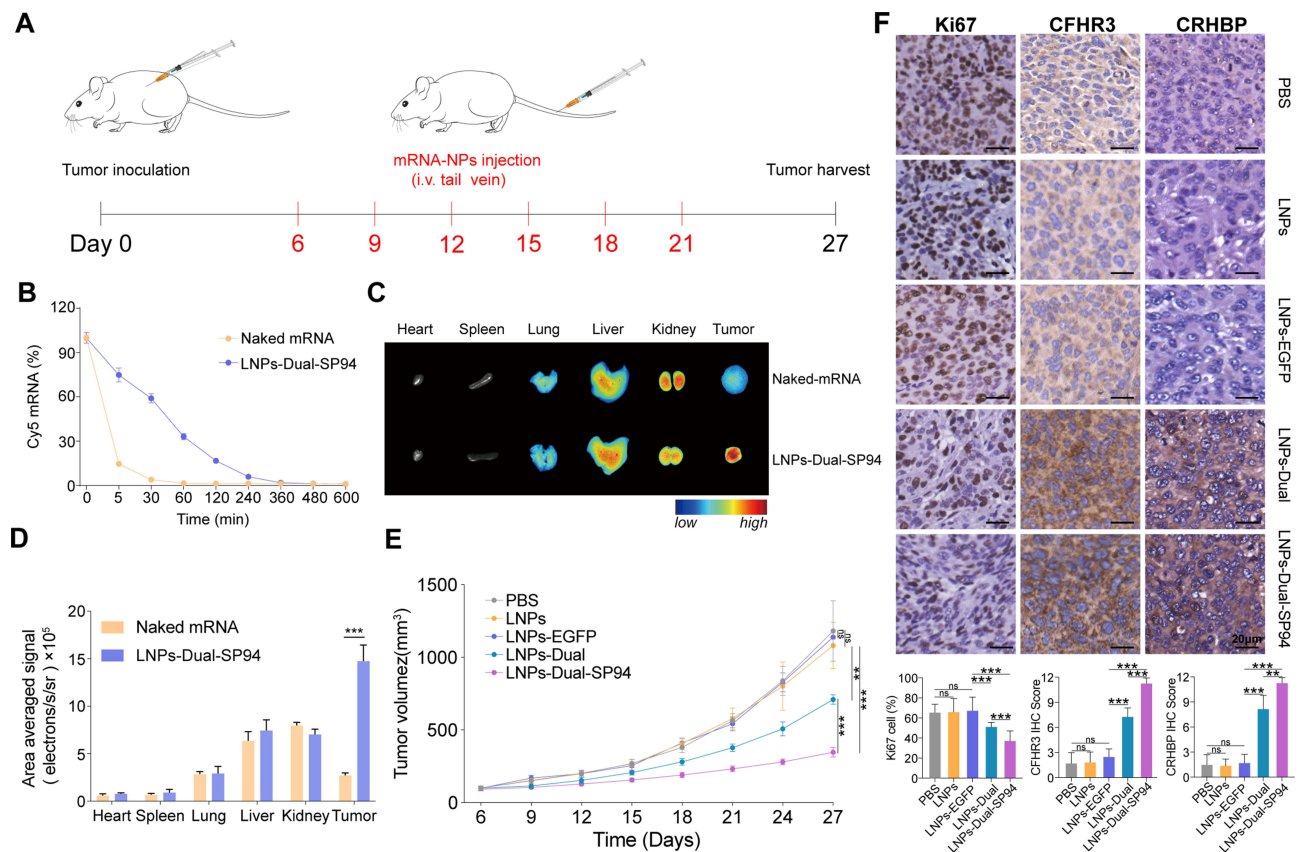 A
Tumor inoculation
mRNA-NPs injection
(i.v. tail vein)
Tumor harvest
Day 0
6
9
12
15
18
21
27
B
Cy5 mRNA (%)
120
90
60
30
0
Naked mRNA
LNPs-Dual-SP94
0
5
30
60
120
240
360
480
600
Time (min)
C
Heart
Spleen
Lung
Liver
Kidney
Tumor
Naked-mRNA
LNPs-Dual-SP94
low
high
D
Area averaged signal
( electrons/s/sr ) ×10⁵
20
15
10
5
0
Naked mRNA
LNPs-Dual-SP94
***
Heart
Spleen
Lung
Liver
Kidney
Tumor
E
Tumor volumez(mm³)
1500
1000
500
0
PBS
LNPs
LNPs-EGFP
LNPs-Dual
LNPs-Dual-SP94
ns
ns
**
***
***
6
9
12
15
18
21
24
27
Time (Days)
F
Ki67
CFHR3
CRHBP
PBS
LNPs
LNPs-EGFP
LNPs-Dual
LNPs-Dual-SP94
20μm
Ki67 cell (%)
100
80
60
40
20
0
ns
ns
***
***
***
PBS
LNPs
LNPs-EGFP
LNPs-Dual
LNPs-Dual-SP94
CFHR3 IHC Score
12
9
6
3
0
ns
ns
***
***
***
PBS
LNPs
LNPs-EGFP
LNPs-Dual
LNPs-Dual-SP94
CRHBP IHC Score
12
9
6
3
0
ns
ns
***
***
**
PBS
LNPs
LNPs-EGFP
LNPs-Dual
LNPs-Dual-SP94